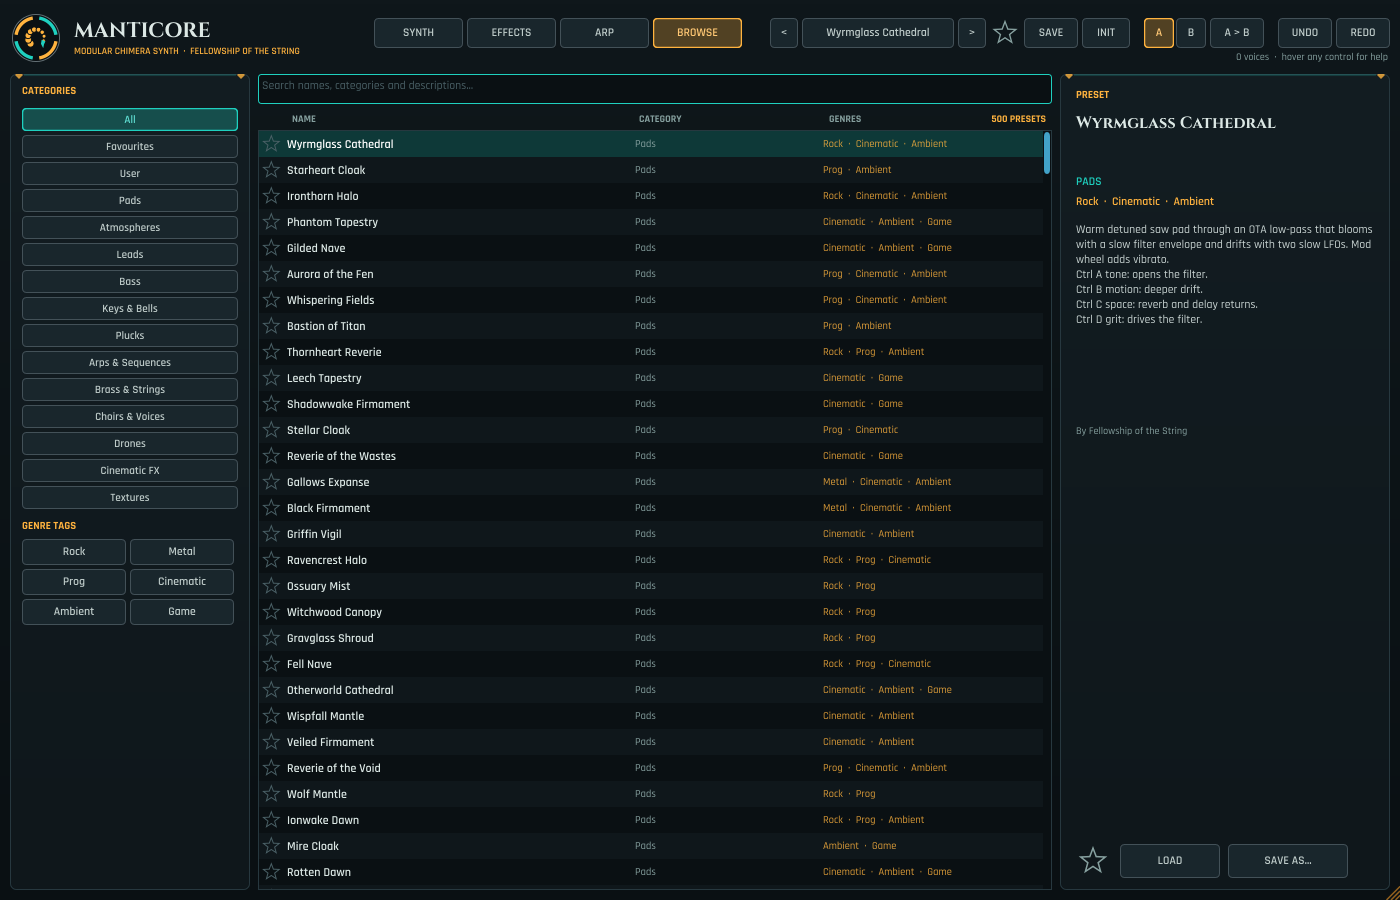 MANTICORE
MODULAR CHIMERA SYNTH · FELLOWSHIP OF THE STRING
SYNTH EFFECTS ARP BROWSE < Wyrmglass Cathedral > SAVE INIT A B A > B UNDO REDO
0 voices · hover any control for help
CATEGORIES
All
Favourites
User
Pads
Atmospheres
Leads
Bass
Keys & Bells
Plucks
Arps & Sequences
Brass & Strings
Choirs & Voices
Drones
Cinematic FX
Textures
GENRE TAGS
Rock Metal
Prog Cinematic
Ambient Game
Search names, categories and descriptions...
NAME CATEGORY GENRES 500 PRESETS
Wyrmglass Cathedral Pads Rock · Cinematic · Ambient
Starheart Cloak Pads Prog · Ambient
Ironthorn Halo Pads Rock · Cinematic · Ambient
Phantom Tapestry Pads Cinematic · Ambient · Game
Gilded Nave Pads Cinematic · Ambient · Game
Aurora of the Fen Pads Prog · Cinematic · Ambient
Whispering Fields Pads Prog · Cinematic · Ambient
Bastion of Titan Pads Prog · Ambient
Thornheart Reverie Pads Rock · Prog · Ambient
Leech Tapestry Pads Cinematic · Game
Shadowwake Firmament Pads Cinematic · Game
Stellar Cloak Pads Prog · Cinematic
Reverie of the Wastes Pads Cinematic · Game
Gallows Expanse Pads Metal · Cinematic · Ambient
Black Firmament Pads Metal · Cinematic · Ambient
Griffin Vigil Pads Cinematic · Ambient
Ravencrest Halo Pads Rock · Prog · Cinematic
Ossuary Mist Pads Rock · Prog
Witchwood Canopy Pads Rock · Prog
Gravglass Shroud Pads Rock · Prog
Fell Nave Pads Rock · Prog · Cinematic
Otherworld Cathedral Pads Cinematic · Ambient · Game
Wispfall Mantle Pads Cinematic · Ambient
Veiled Firmament Pads Cinematic · Ambient
Reverie of the Void Pads Prog · Cinematic · Ambient
Wolf Mantle Pads Rock · Prog
Ionwake Dawn Pads Rock · Prog · Ambient
Mire Cloak Pads Ambient · Game
Rotten Dawn Pads Cinematic · Ambient · Game
PRESET
Wyrmglass Cathedral
PADS
Rock · Cinematic · Ambient
Warm detuned saw pad through an OTA low-pass that blooms
with a slow filter envelope and drifts with two slow LFOs. Mod
wheel adds vibrato.
Ctrl A tone: opens the filter.
Ctrl B motion: deeper drift.
Ctrl C space: reverb and delay returns.
Ctrl D grit: drives the filter.
By Fellowship of the String
LOAD SAVE AS...